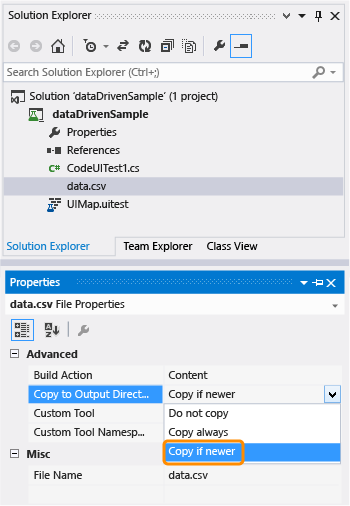 Solution Explorer
Search Solution Explorer (Ctrl+;)
Solution 'dataDrivenSample' (1 project)
dataDrivenSample
Properties
References
C# CodeUITest1.cs
data.csv
UIMap.uitest
Solution Explorer Team Explorer Class View
Properties
data.csv File Properties
Advanced
Build Action Content
Copy to Output Direct... Copy if newer
Custom Tool Do not copy
Custom Tool Namesp... Copy always
Copy if newer
Misc
File Name data.csv